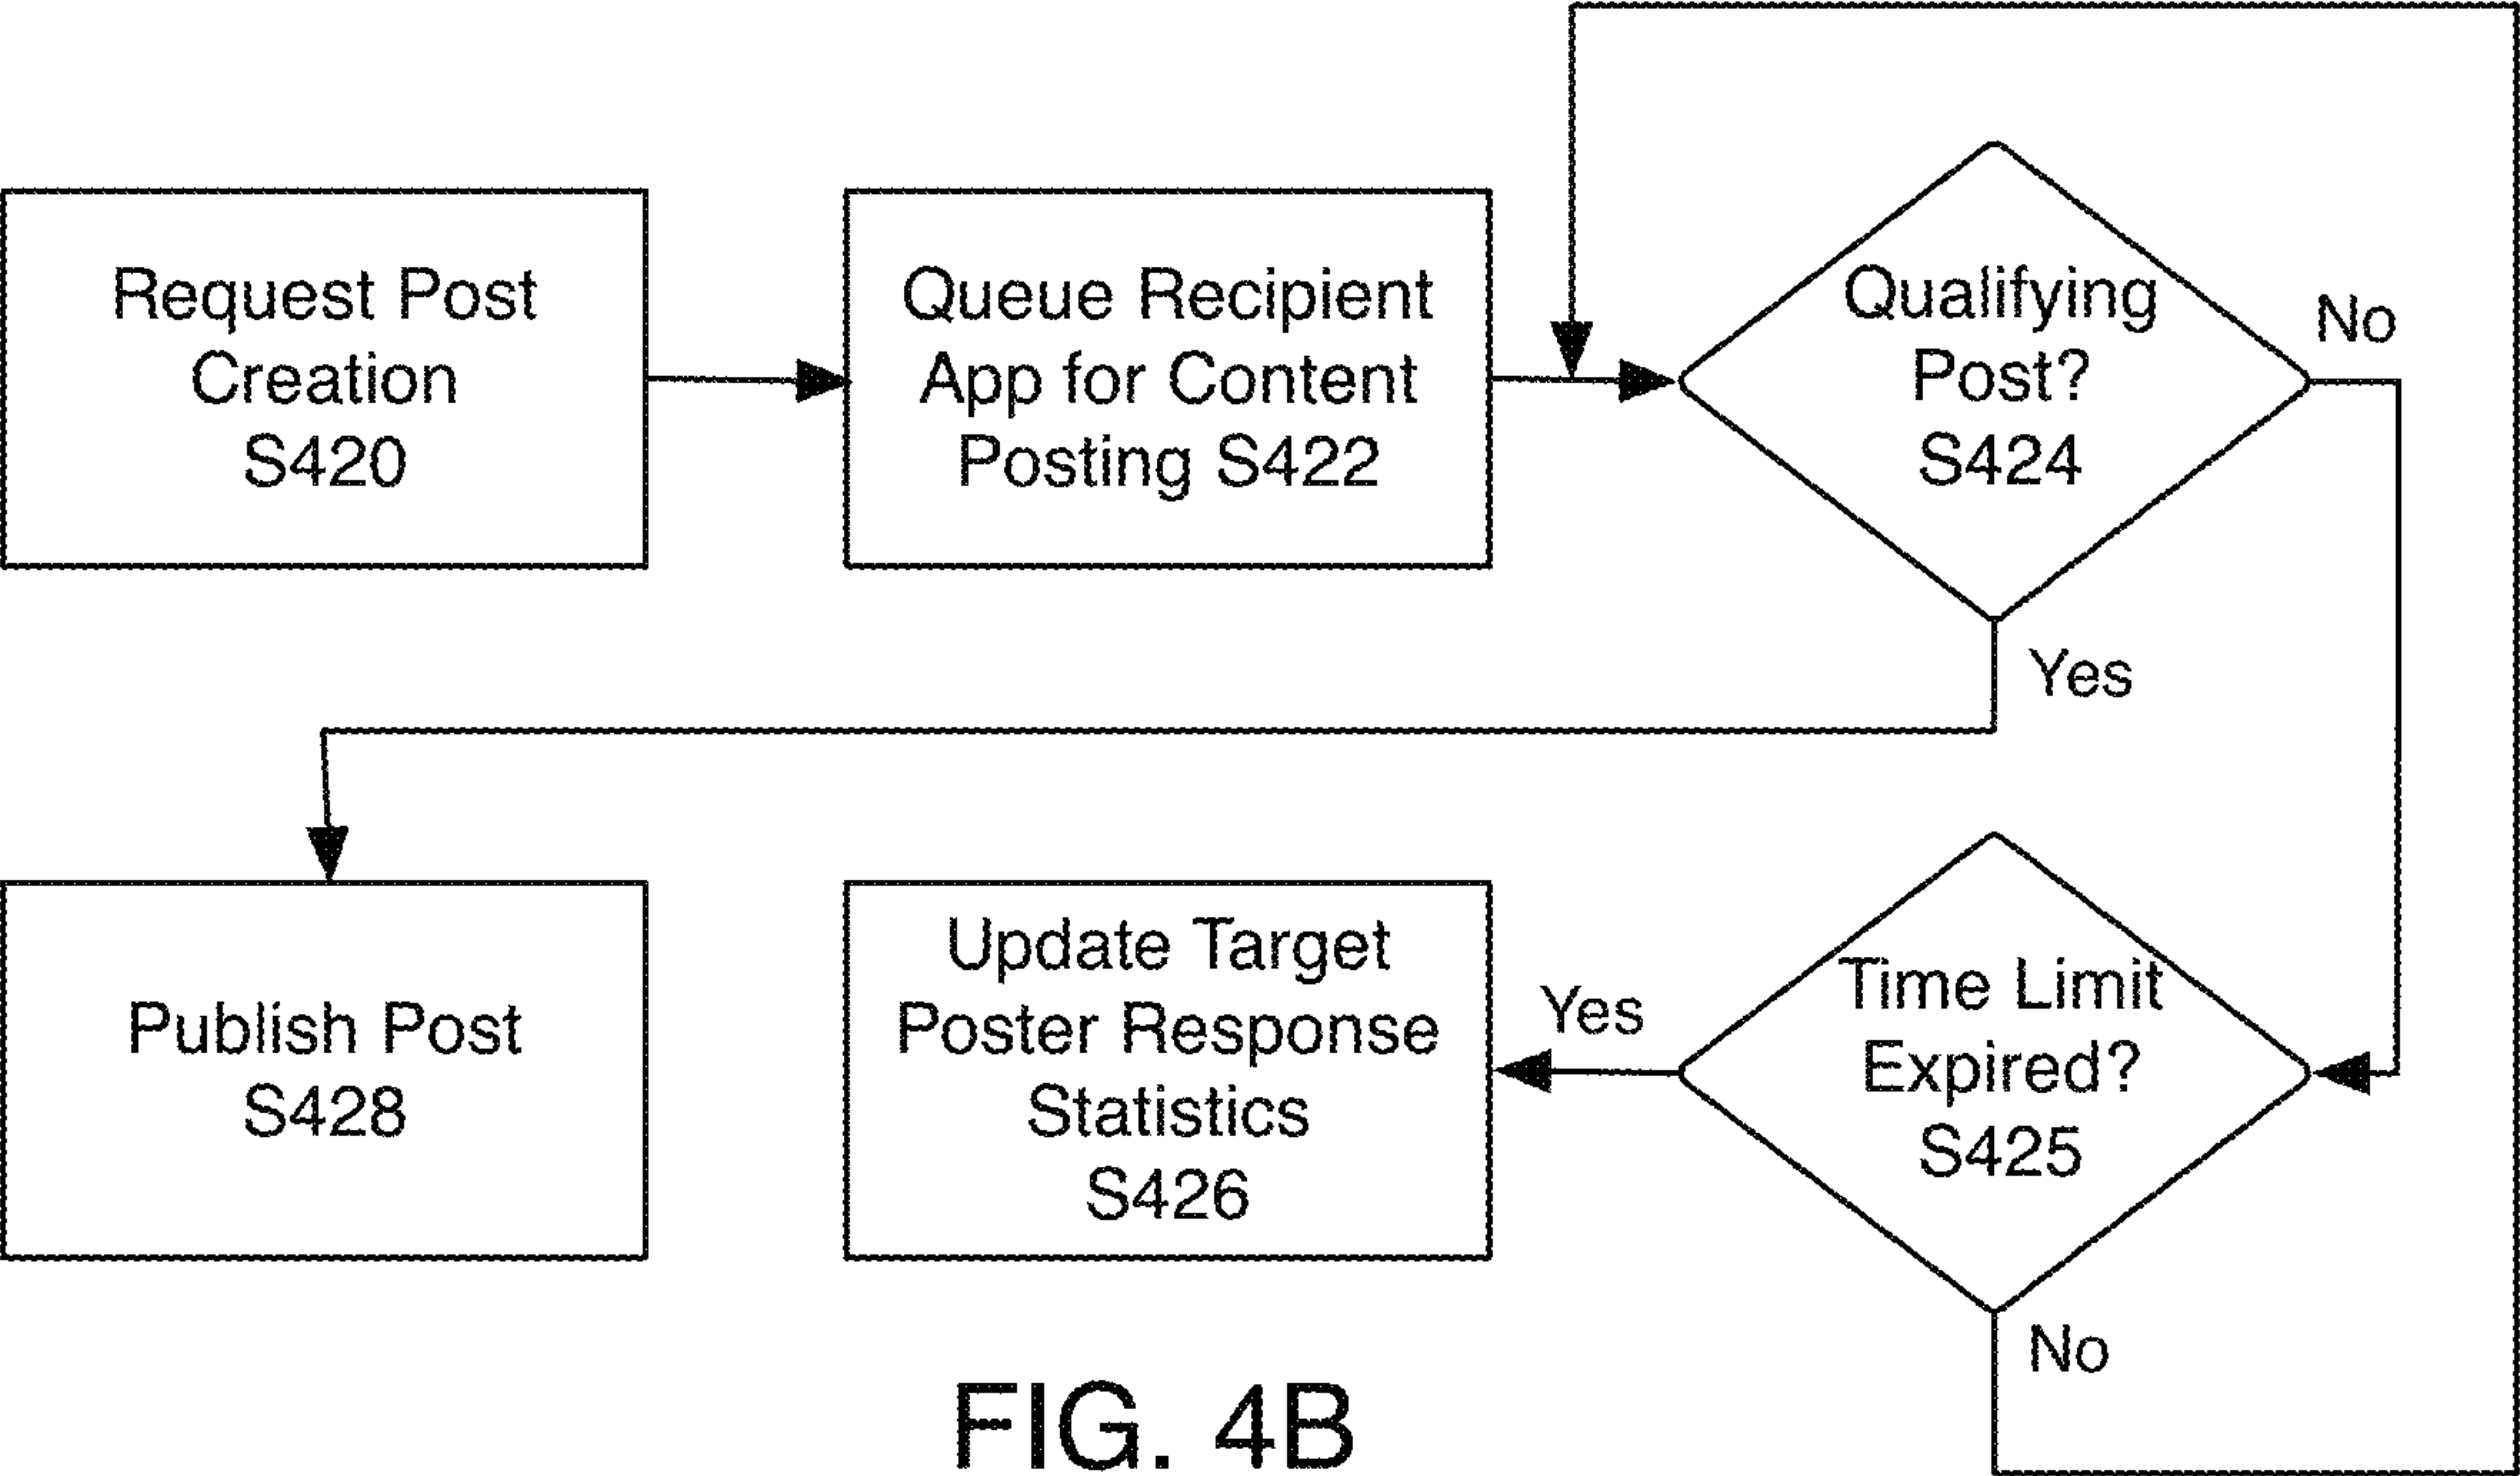 Request Post
Creation
S420
Queue Recipient
App for Content
Posting S422
Qualifying
Post?
S424
No
Yes
Publish Post
S428
Update Target
Poster Response
Statistics
S426
Yes
Time Limit
Expired?
S425
No
FIG. 4B